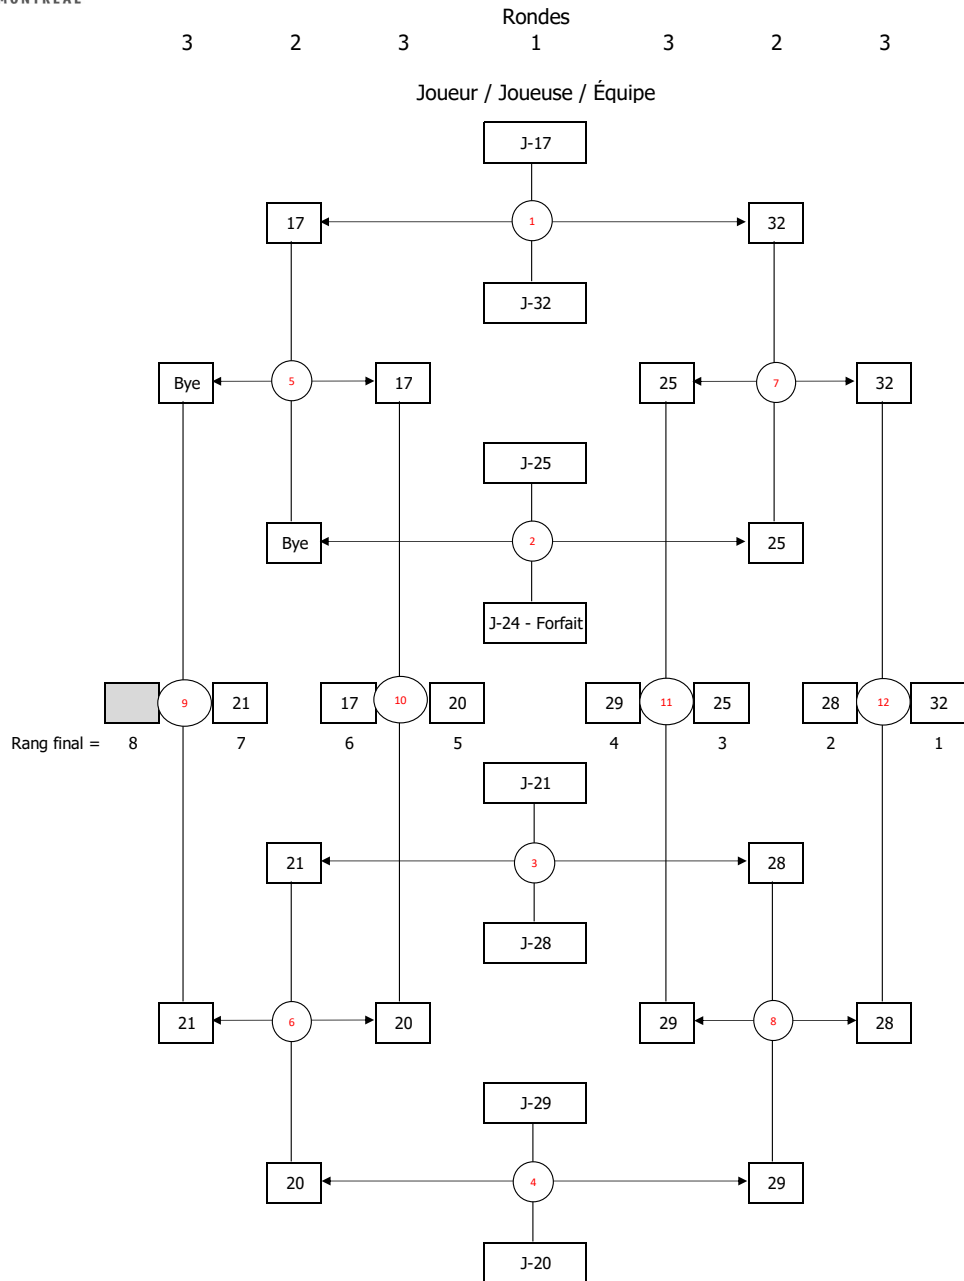 MONTRÉAL
Rondes
3 2 3 1 3 2 3
Joueur / Joueuse / Équipe
J-17
17 1 32
J-32
Bye 5 17 25 7 32
J-25
Bye 2 25
J-24 - Forfait
9 21 17 10 20 29 11 25 28 12 32
Rang final = 8 7 6 5 4 3 2 1
J-21
21 3 28
J-28
21 6 20 29 8 28
J-29
20 4 29
J-20